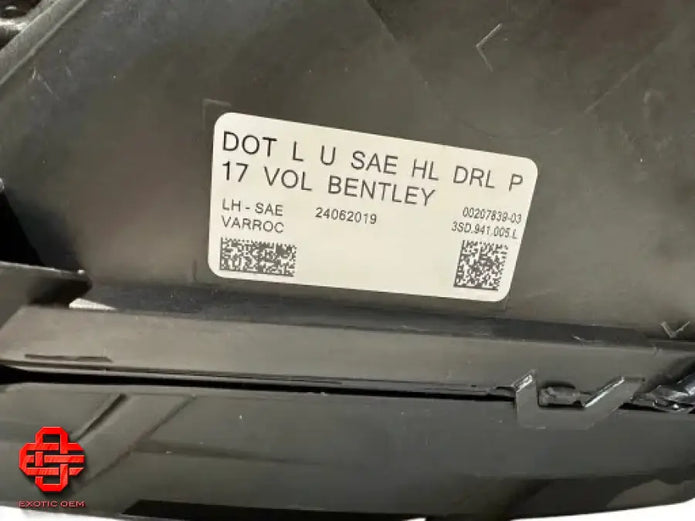 DOT L U SAE HL DRL P
17 VOL BENTLEY
LH - SAE 24062019 00207839-03
VARROC 3SD.941.005.L
EXOTIC OEM